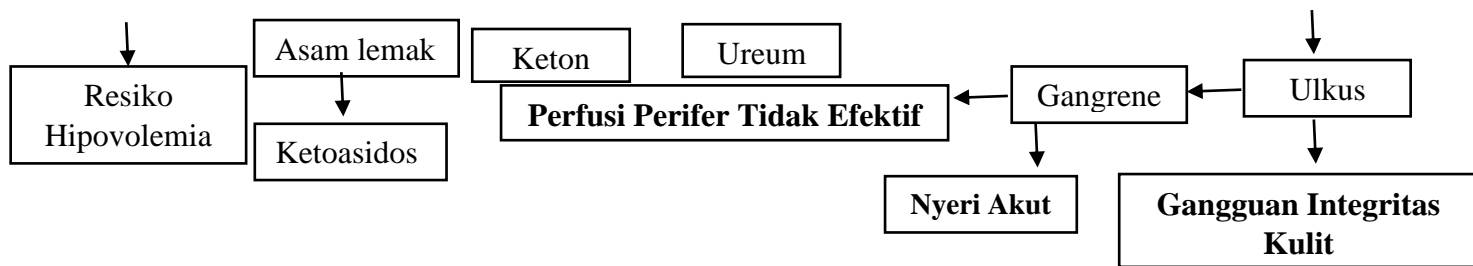 Asam lemak
Keton
Ureum
Resiko
Hipovolemia
Perfusi Perifer Tidak Efektif
Gangrene
Ulkus
Ketoasidos
Nyeri Akut
Gangguan Integritas
Kulit